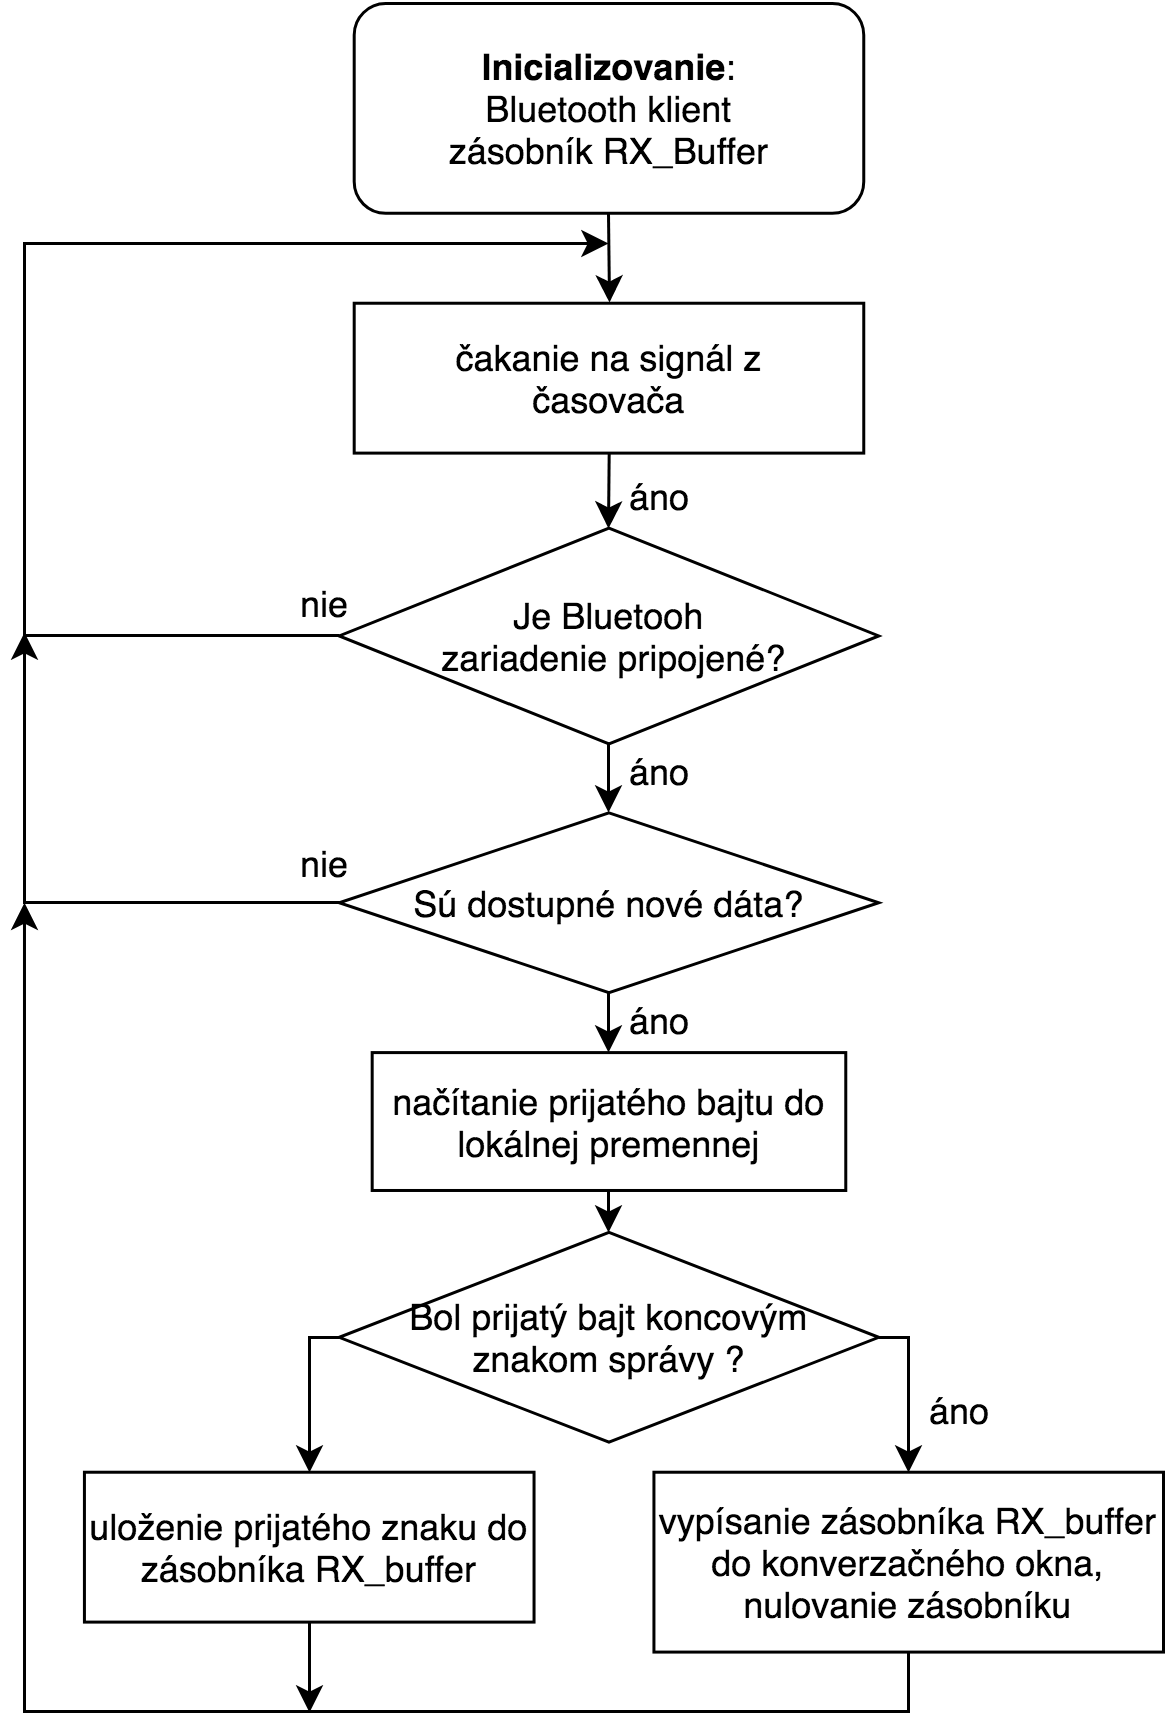 Inicializovanie:
Bluetooth klient
zásobník RX_Buffer
čakanie na signál z
časovača
áno
nie
Je Bluetooh
zariadenie pripojené?
áno
nie
Sú dostupné nové dáta?
áno
načítanie prijatého bajtu do
lokálnej premennej
Bol prijatý bajt koncovým
znakom správy ?
áno
uloženie prijatého znaku do
zásobníka RX_buffer
vypísanie zásobníka RX_buffer
do konverzačného okna,
nulovanie zásobníku